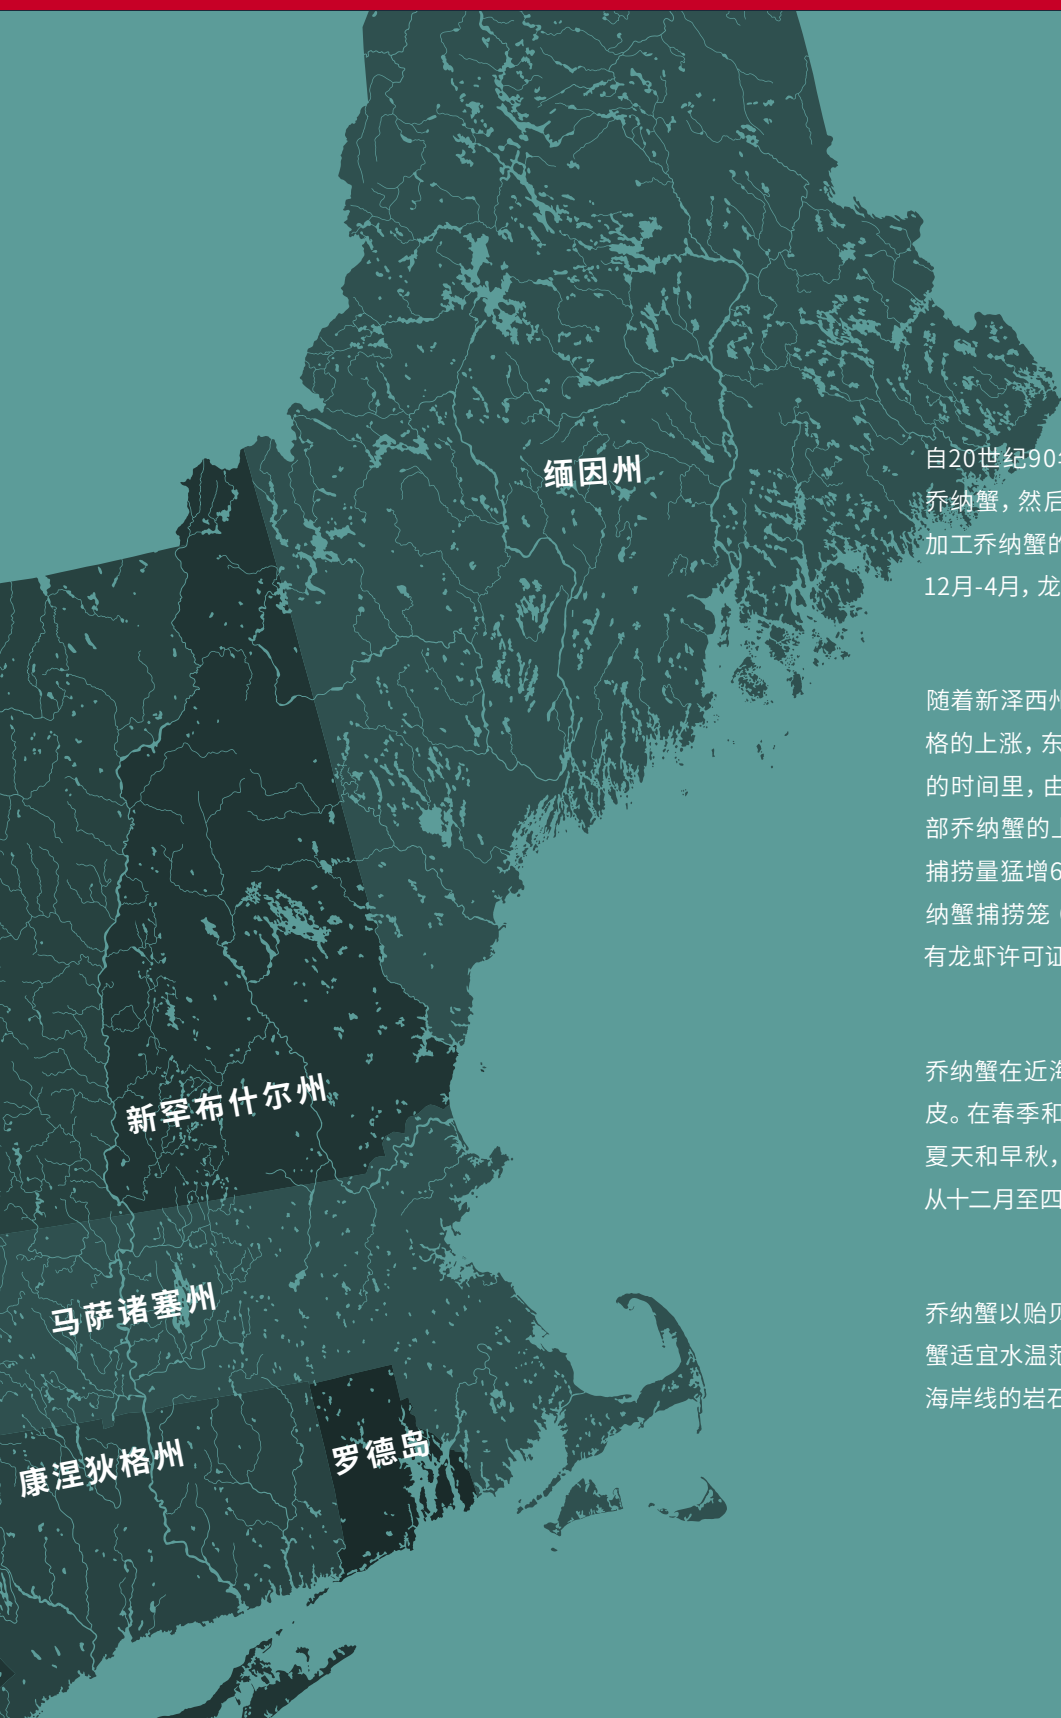 缅因州
新罕布什尔州
马萨诸塞州
康涅狄格州
罗德岛
自20世纪90
乔纳蟹，然后
加工乔纳蟹的
12月-4月，龙
随着新泽西州
格的上涨，东
的时间里，由
部乔纳蟹的
捕捞量猛增6
纳蟹捕捞笼
有龙虾许可证
乔纳蟹在近海
皮。在春季和
夏天和早秋，
从十二月至四
乔纳蟹以贻贝
蟹适宜水温范
海岸线的岩石